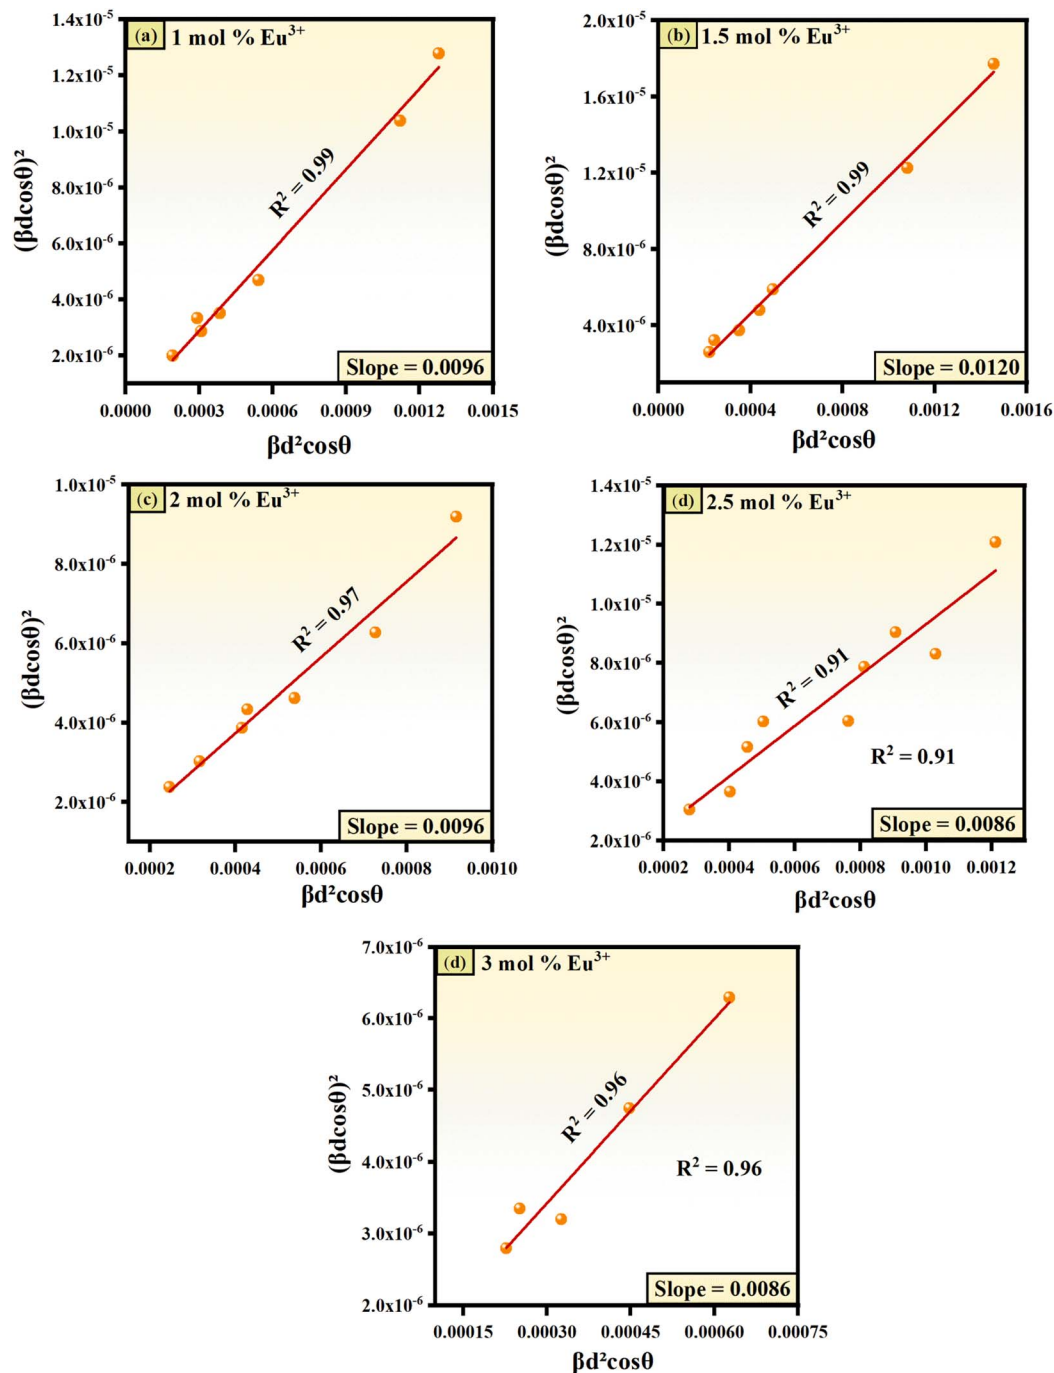 (a) 1 mol % Eu³⁺
1.4x10⁻⁵
1.2x10⁻⁵
1.0x10⁻⁵
8.0x10⁻⁶
6.0x10⁻⁶
4.0x10⁻⁶
2.0x10⁻⁶
(βdcosθ)²
R² = 0.99
Slope = 0.0096
0.0000 0.0003 0.0006 0.0009 0.0012 0.0015
βd²cosθ
(b) 1.5 mol % Eu³⁺
2.0x10⁻⁵
1.6x10⁻⁵
1.2x10⁻⁵
8.0x10⁻⁶
4.0x10⁻⁶
(βdcosθ)²
R² = 0.99
Slope = 0.0120
0.0000 0.0004 0.0008 0.0012 0.0016
βd²cosθ
(c) 2 mol % Eu³⁺
1.0x10⁻⁵
8.0x10⁻⁶
6.0x10⁻⁶
4.0x10⁻⁶
2.0x10⁻⁶
(βdcosθ)²
R² = 0.97
Slope = 0.0096
0.0002 0.0004 0.0006 0.0008 0.0010
βd²cosθ
(d) 2.5 mol % Eu³⁺
1.4x10⁻⁵
1.2x10⁻⁵
1.0x10⁻⁵
8.0x10⁻⁶
6.0x10⁻⁶
4.0x10⁻⁶
2.0x10⁻⁶
(βdcosθ)²
R² = 0.91
R² = 0.91
Slope = 0.0086
0.0002 0.0004 0.0006 0.0008 0.0010 0.0012
βd²cosθ
(d) 3 mol % Eu³⁺
7.0x10⁻⁶
6.0x10⁻⁶
5.0x10⁻⁶
4.0x10⁻⁶
3.0x10⁻⁶
2.0x10⁻⁶
(βdcosθ)²
R² = 0.96
R² = 0.96
Slope = 0.0086
0.00015 0.00030 0.00045 0.00060 0.00075
βd²cosθ